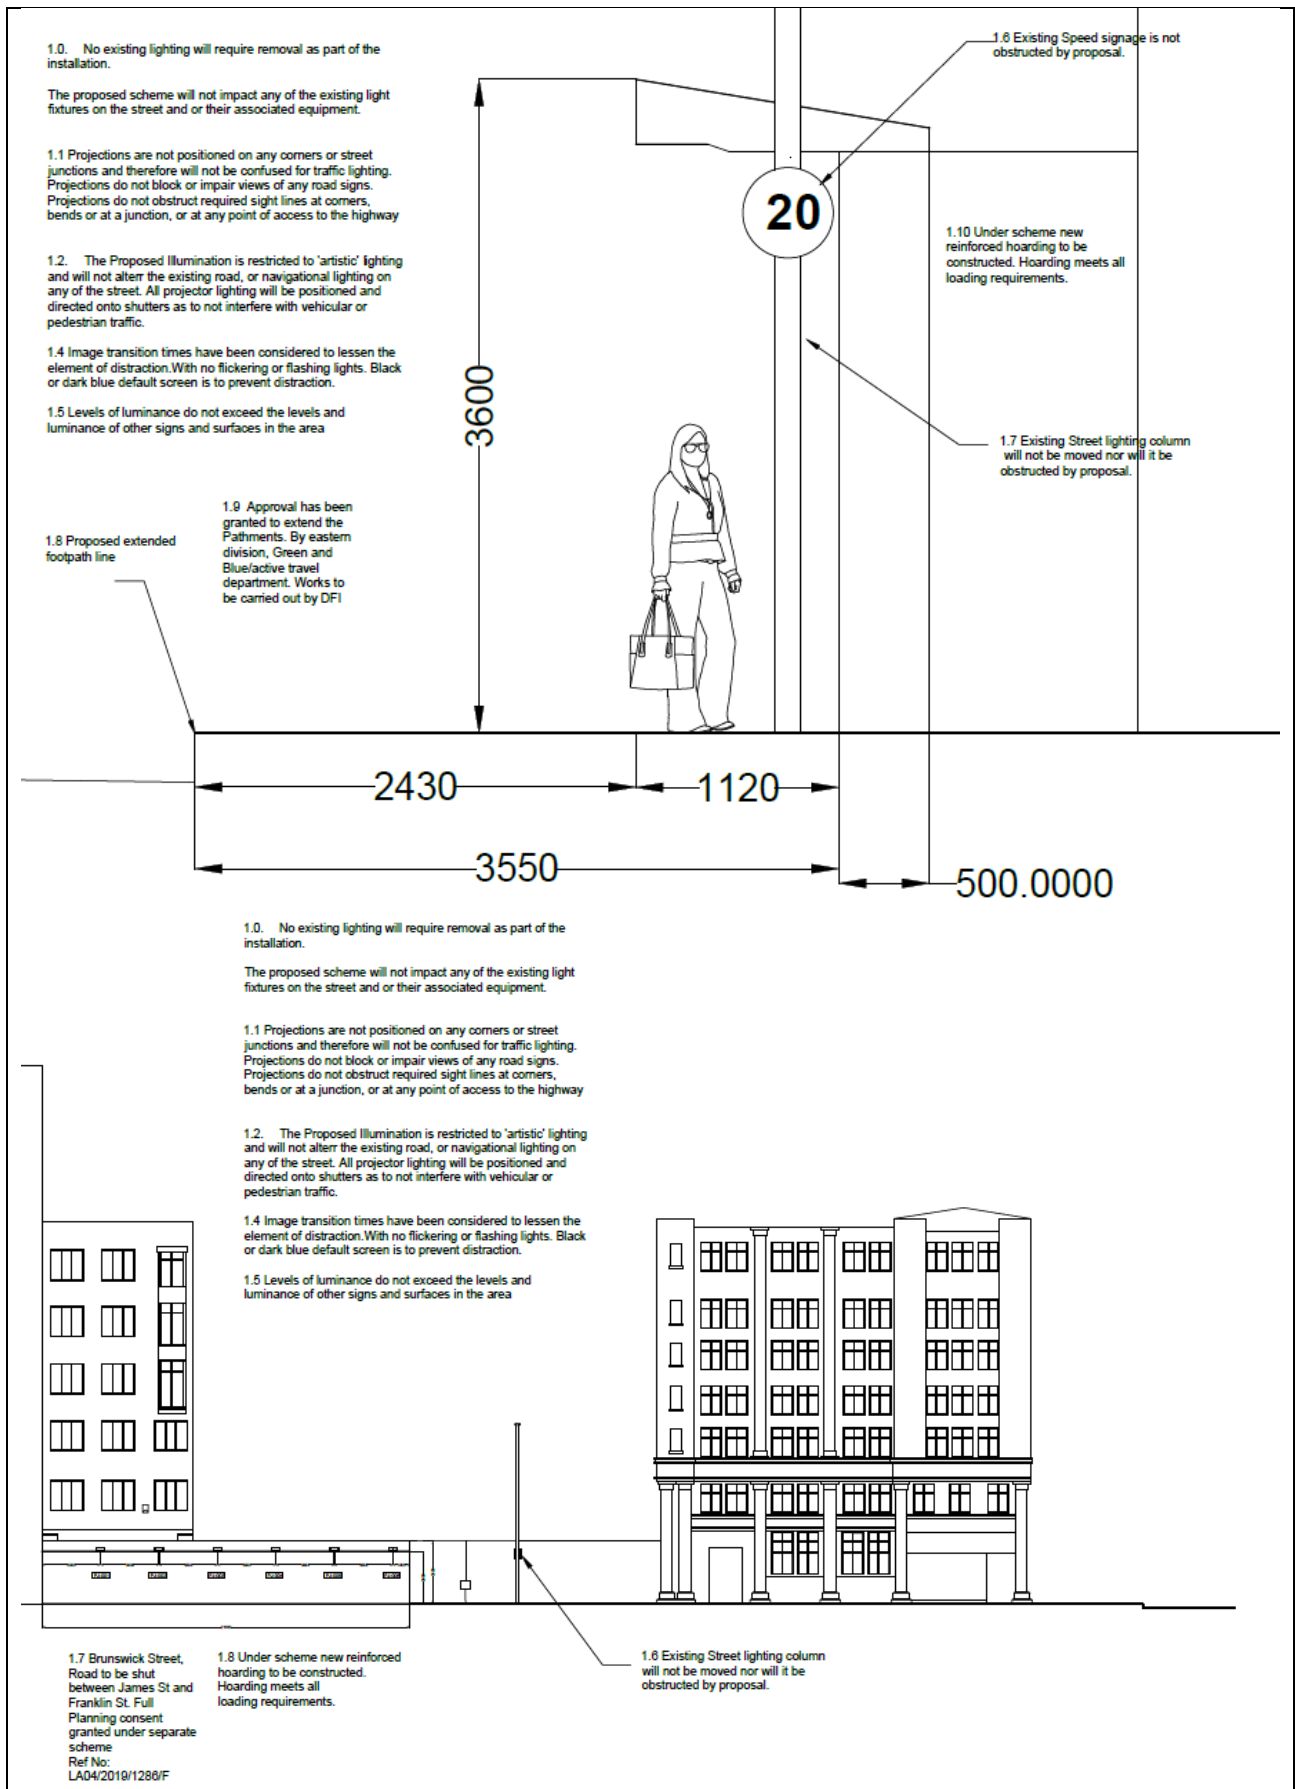 1.0. No existing lighting will require removal as part of the
installation.
The proposed scheme will not impact any of the existing light
fixtures on the street and or their associated equipment.
1.1 Projections are not positioned on any corners or street
junctions and therefore will not be confused for traffic lighting.
Projections do not block or impair views of any road signs.
Projections do not obstruct required sight lines at corners,
bends or at a junction, or at any point of access to the highway
1.2. The Proposed Illumination is restricted to 'artistic' lighting
and will not alterr the existing road, or navigational lighting on
any of the street. All projector lighting will be positioned and
directed onto shutters as to not interfere with vehicular or
pedestrian traffic.
1.4 Image transition times have been considered to lessen the
element of distraction.With no flickering or flashing lights. Black
or dark blue default screen is to prevent distraction.
1.5 Levels of luminance do not exceed the levels and
luminance of other signs and surfaces in the area
1.6 Existing Speed signage is not
obstructed by proposal.
20
1.10 Under scheme new
reinforced hoarding to be
constructed. Hoarding meets all
loading requirements.
3600
1.7 Existing Street lighting column
will not be moved nor will it be
obstructed by proposal.
1.8 Proposed extended
footpath line
1.9 Approval has been
granted to extend the
Pathments. By eastern
division, Green and
Blue/active travel
department. Works to
be carried out by DFI
2430
1120
3550
500.0000
1.0. No existing lighting will require removal as part of the
installation.
The proposed scheme will not impact any of the existing light
fixtures on the street and or their associated equipment.
1.1 Projections are not positioned on any corners or street
junctions and therefore will not be confused for traffic lighting.
Projections do not block or impair views of any road signs.
Projections do not obstruct required sight lines at corners,
bends or at a junction, or at any point of access to the highway
1.2. The Proposed Illumination is restricted to 'artistic' lighting
and will not alterr the existing road, or navigational lighting on
any of the street. All projector lighting will be positioned and
directed onto shutters as to not interfere with vehicular or
pedestrian traffic.
1.4 Image transition times have been considered to lessen the
element of distraction.With no flickering or flashing lights. Black
or dark blue default screen is to prevent distraction.
1.5 Levels of luminance do not exceed the levels and
luminance of other signs and surfaces in the area
1.7 Brunswick Street,
Road to be shut
between James St and
Franklin St. Full
Planning consent
granted under separate
scheme
Ref No:
LA04/2019/1286/F
1.8 Under scheme new reinforced
hoarding to be constructed.
Hoarding meets all
loading requirements.
1.6 Existing Street lighting column
will not be moved nor will it be
obstructed by proposal.